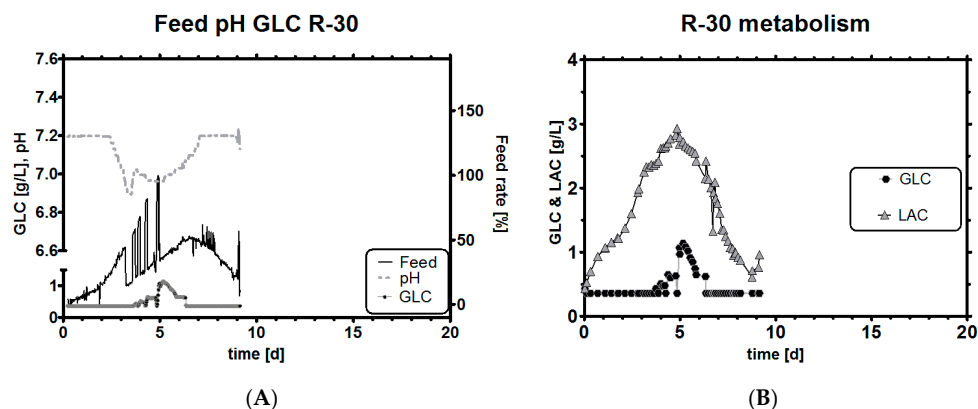 Feed pH GLC R-30
GLC [g/L], pH
7.6
7.4
7.2
7.0
6.8
6.6
1
0
0 5 10 15 20
time [d]
150
100
50
0
Feed rate [%]
Feed
pH
GLC
(A)
R-30 metabolism
GLC & LAC [g/L]
4
3
2
1
0
0 5 10 15 20
time [d]
GLC
LAC
(B)